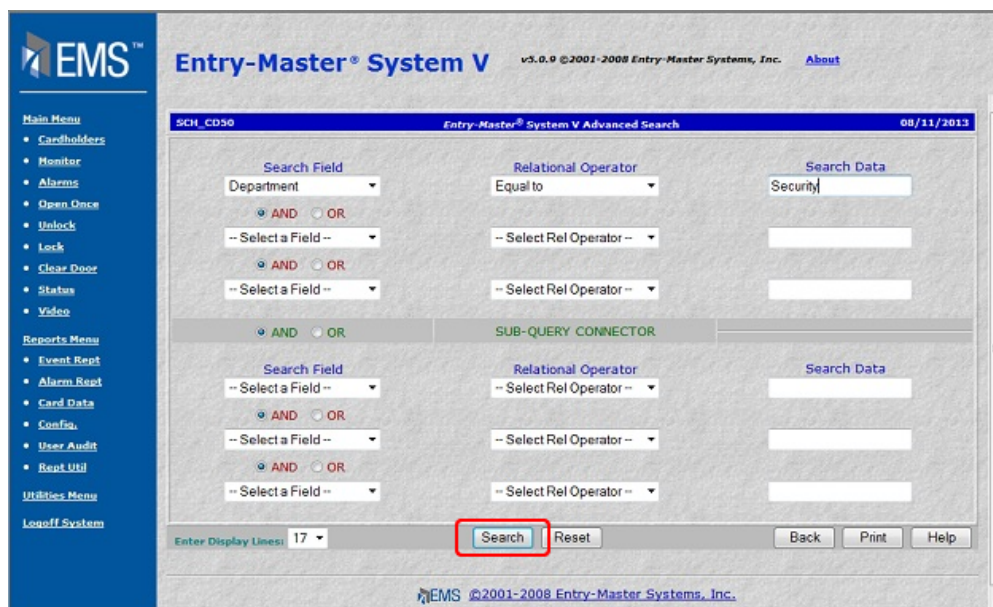 EMS™
Entry-Master® System V v5.0.9 ©2001-2008 Entry-Master Systems, Inc. About
Main Menu
Cardholders
Monitor
Alarms
Open Once
Unlock
Lock
Clear Door
Status
Video
Reports Menu
Event Rept
Alarm Rept
Card Data
Config.
User Audit
Rept Util
Utilities Menu
Logoff System
SCH_CD50 Entry-Master® System V Advanced Search 08/11/2013
Search Field Relational Operator Search Data
Department Equal to Security
AND OR
-- Select a Field -- -- Select Rel Operator --
AND OR
-- Select a Field -- -- Select Rel Operator --
AND OR SUB-QUERY CONNECTOR
Search Field Relational Operator Search Data
-- Select a Field -- -- Select Rel Operator --
AND OR
-- Select a Field -- -- Select Rel Operator --
AND OR
-- Select a Field -- -- Select Rel Operator --
Enter Display Lines: 17 Search Reset Back Print Help
EMS ©2001-2008 Entry-Master Systems, Inc.